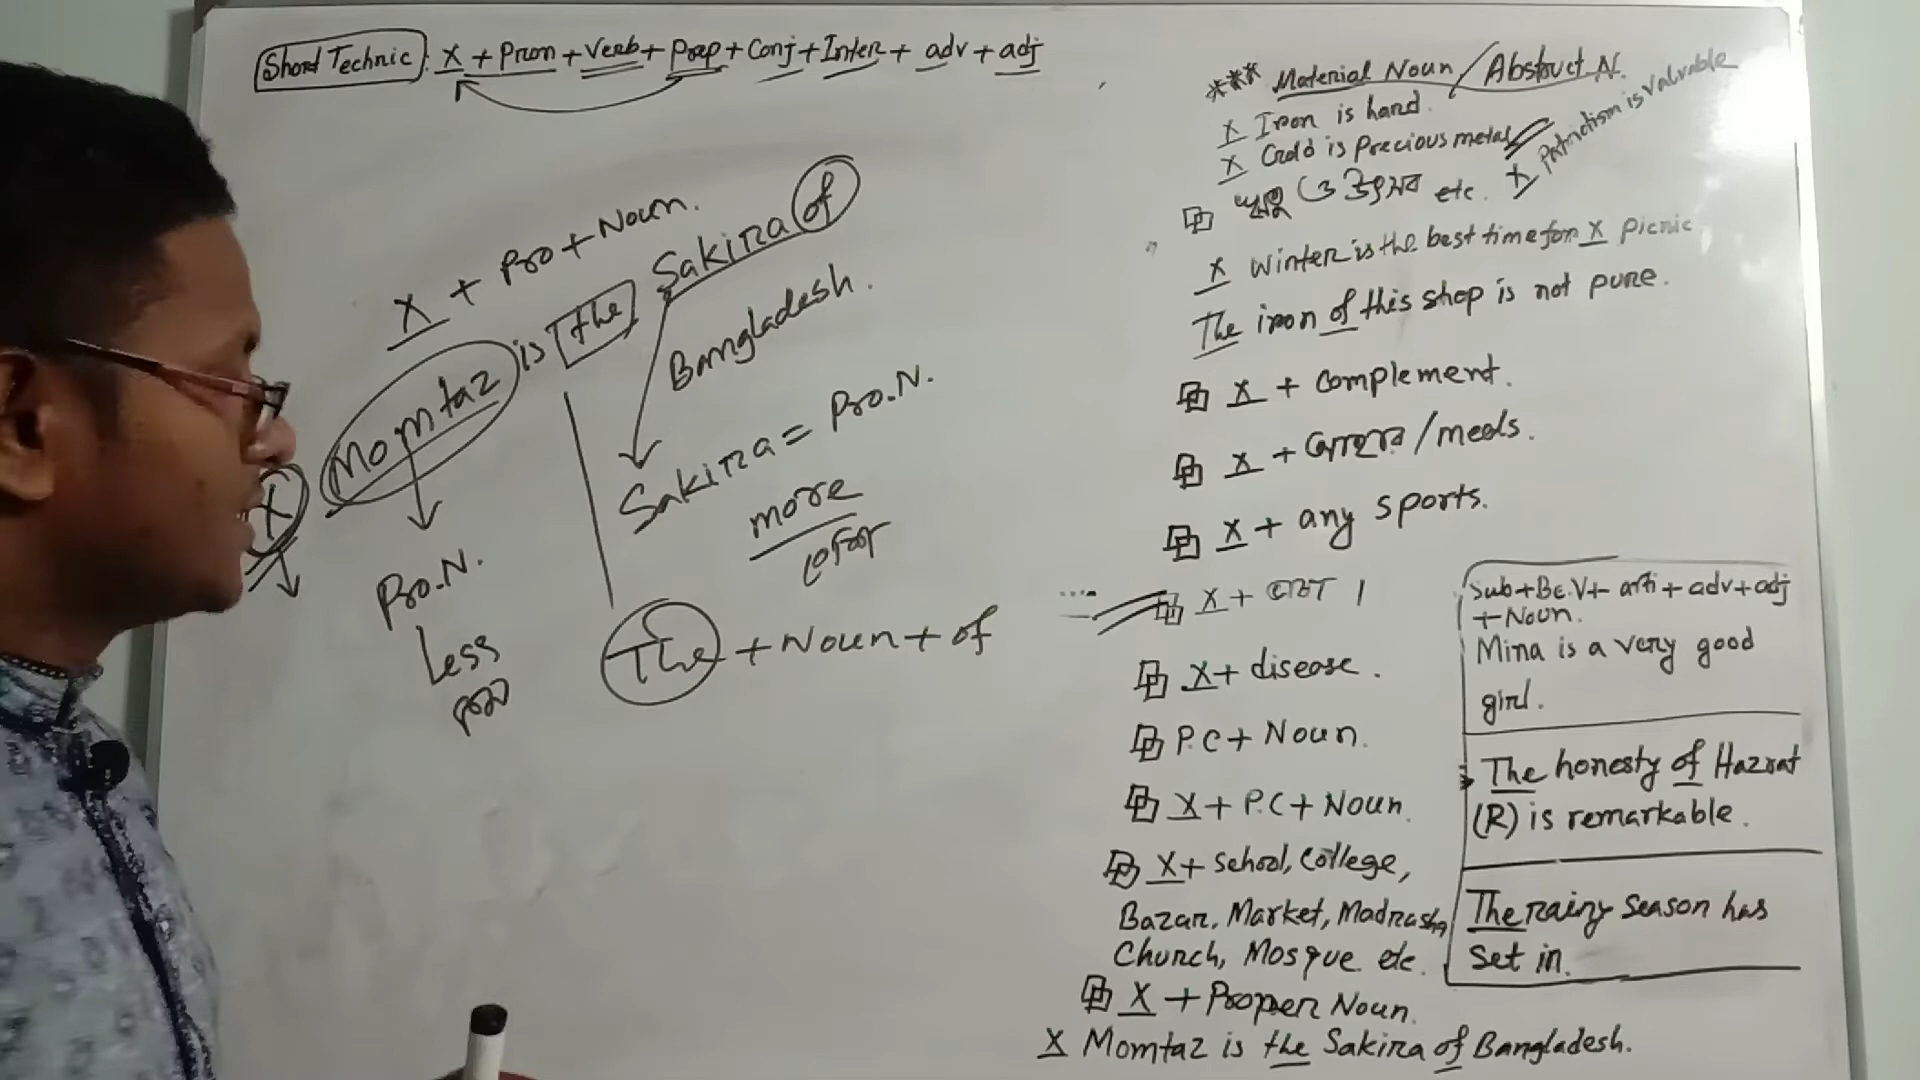 Short Technic: X + Pron + Verb + Prep + Conj + Inter + adv + adj
X + Pro + Noun.
X Momtaz is the Sakira of
Bangladesh.
Sakira = Pro.N.
more
Pro.N.
Less
The + Noun + of
*** Material Noun / Abstuct N.
X Iron is hard.
X Gold is Precious metal
X Patriotism is valuable
ঋতু ও উৎসব etc.
X Winter is the best time for X Picnic
The iron of this shop is not pure.
X + complement.
X + /meals.
X + any sports.
X +
X + disease.
P.C + Noun.
X + P.C + Noun.
X + School, College,
Bazar, Market, Madrasha
Church, Mosque etc.
X + Proper Noun.
X Momtaz is the Sakira of Bangladesh.
Sub + Be.V + arti + adv + adj
+ Noun.
Mina is a very good
girl.
The honesty of Hazrat
(R) is remarkable.
The rainy season has
set in.